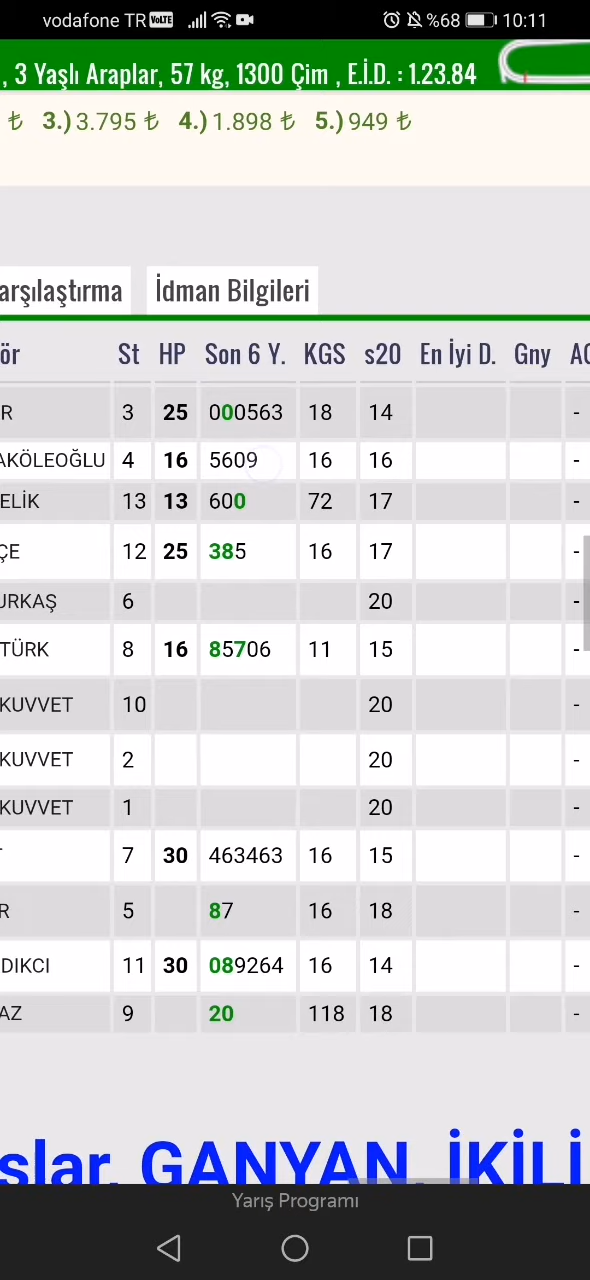 vodafone TR VoLTE %68 10:11
, 3 Yaşlı Araplar, 57 kg, 1300 Çim , E.İ.D. : 1.23.84
₺ 3.) 3.795 ₺ 4.) 1.898 ₺ 5.) 949 ₺
arşılaştırma İdman Bilgileri
ör St HP Son 6 Y. KGS s20 En İyi D. Gny AG
R 3 25 000563 18 14 -
AKÖLEOĞLU 4 16 5609 16 16 -
ELİK 13 13 600 72 17 -
ÇE 12 25 385 16 17 -
URKAŞ 6 20 -
TÜRK 8 16 85706 11 15 -
KUVVET 10 20 -
KUVVET 2 20 -
KUVVET 1 20 -
7 30 463463 16 15 -
R 5 87 16 18 -
DIKCI 11 30 089264 16 14 -
AZ 9 20 118 18 -
şlar, GANYAN, İKİLİ
Yarış Programı